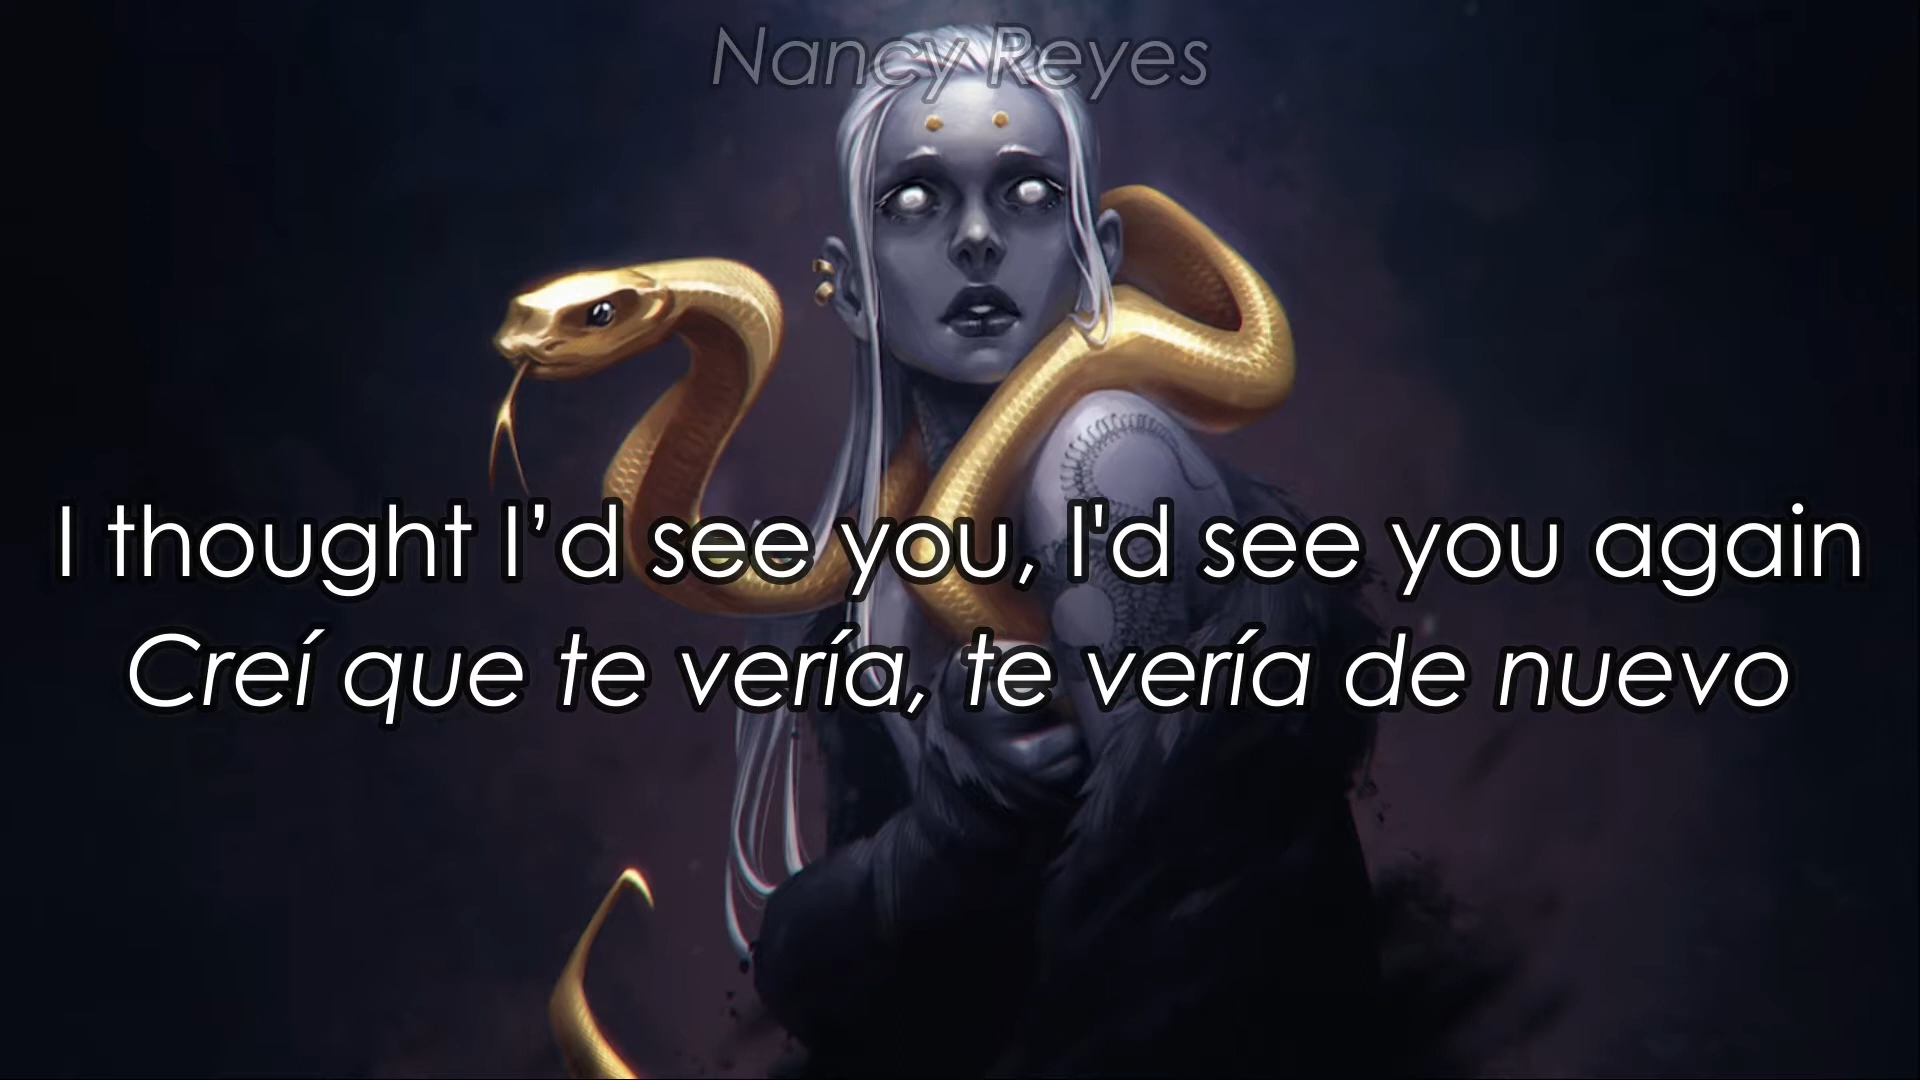 Nancy Reyes
I thought I’d see you, I'd see you again
Creí que te vería, te vería de nuevo